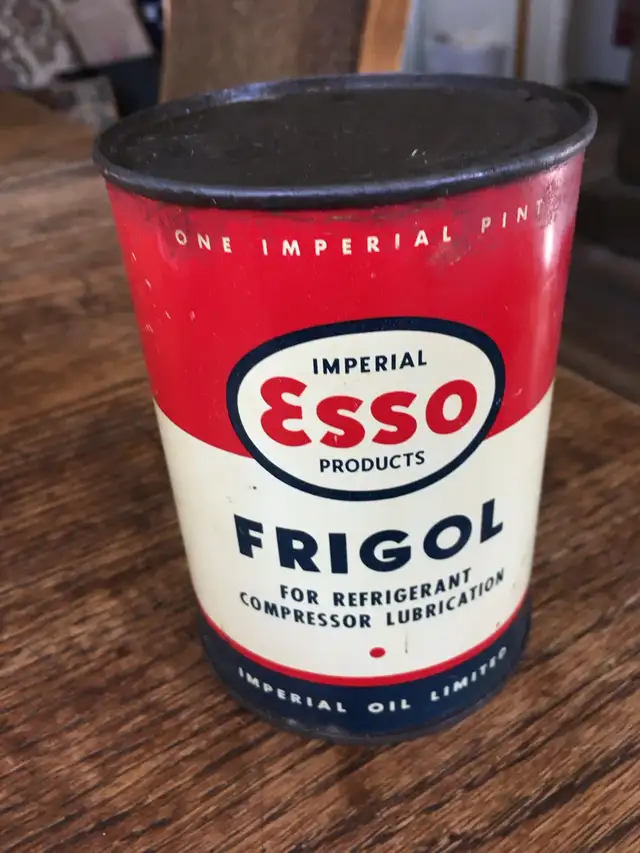 ONE IMPERIAL PINT
IMPERIAL
Esso
PRODUCTS
FRIGOL
FOR REFRIGERANT
COMPRESSOR LUBRICATION
IMPERIAL OIL LIMITED